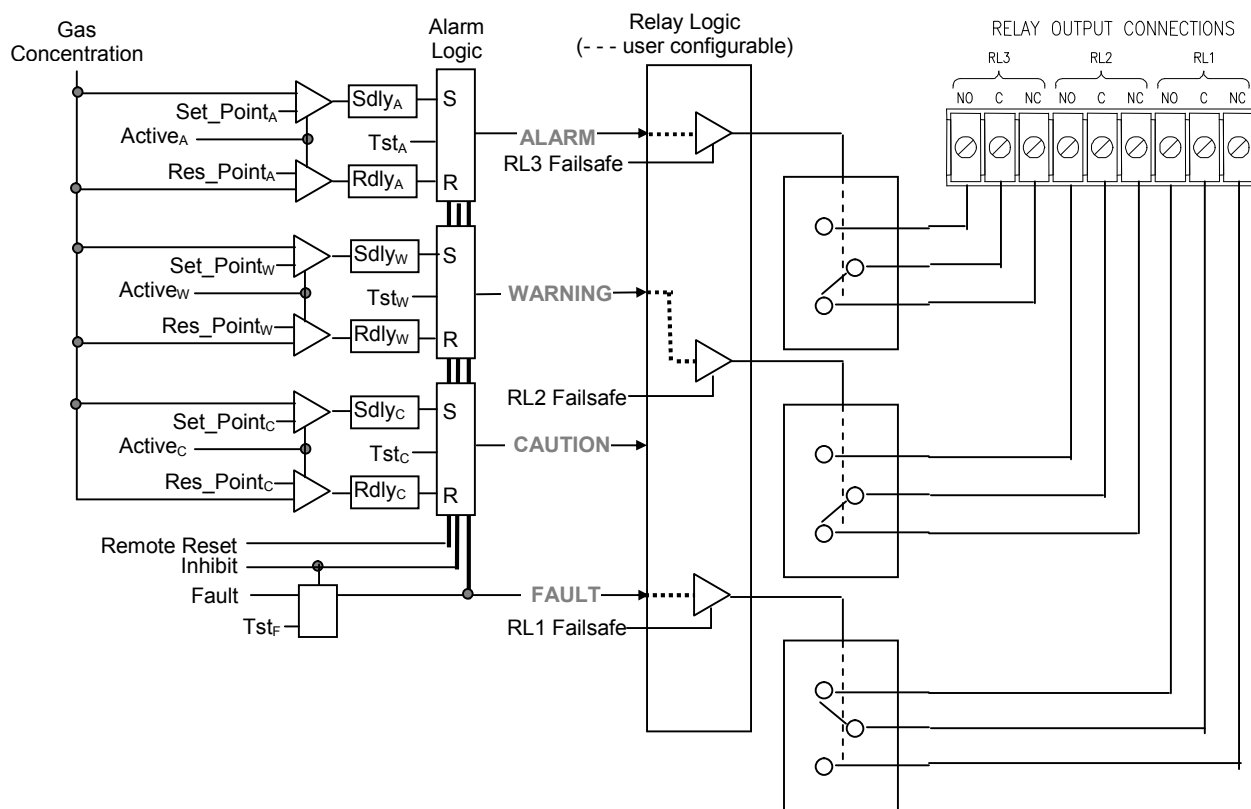 Gas
Concentration
Alarm
Logic
Relay Logic
(- - - user configurable)
RELAY OUTPUT CONNECTIONS
RL3 RL2 RL1
NO C NC NO C NC NO C NC
Set_PointA
SdlyA
S
ActiveA
TstA
ALARM
RL3 Failsafe
Res_PointA
RdlyA
R
Set_PointW
SdlyW
S
ActiveW
TstW
WARNING
Res_PointW
RdlyW
R
RL2 Failsafe
Set_PointC
SdlyC
S
ActiveC
TstC
CAUTION
Res_PointC
RdlyC
R
Remote Reset
Inhibit
Fault
FAULT
TstF
RL1 Failsafe